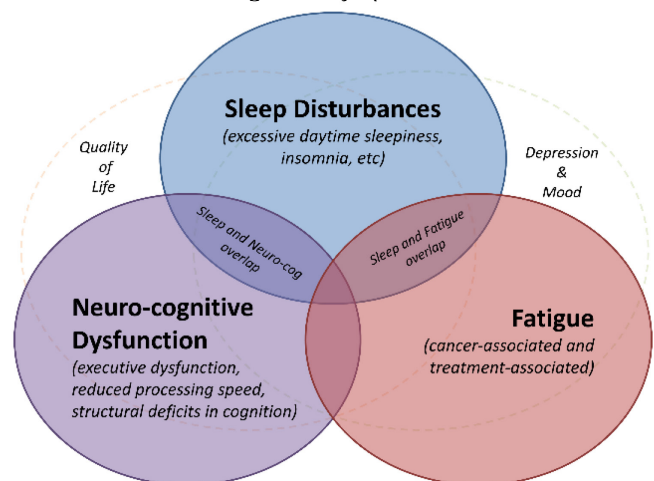 Sleep Disturbances
(excessive daytime sleepiness,
insomnia, etc)
Quality
of
Life
Depression
&
Mood
Sleep and Neuro-cog
overlap
Sleep and Fatigue
overlap
Neuro-cognitive
Dysfunction
(executive dysfunction,
reduced processing speed,
structural deficits in cognition)
Fatigue
(cancer-associated and
treatment-associated)